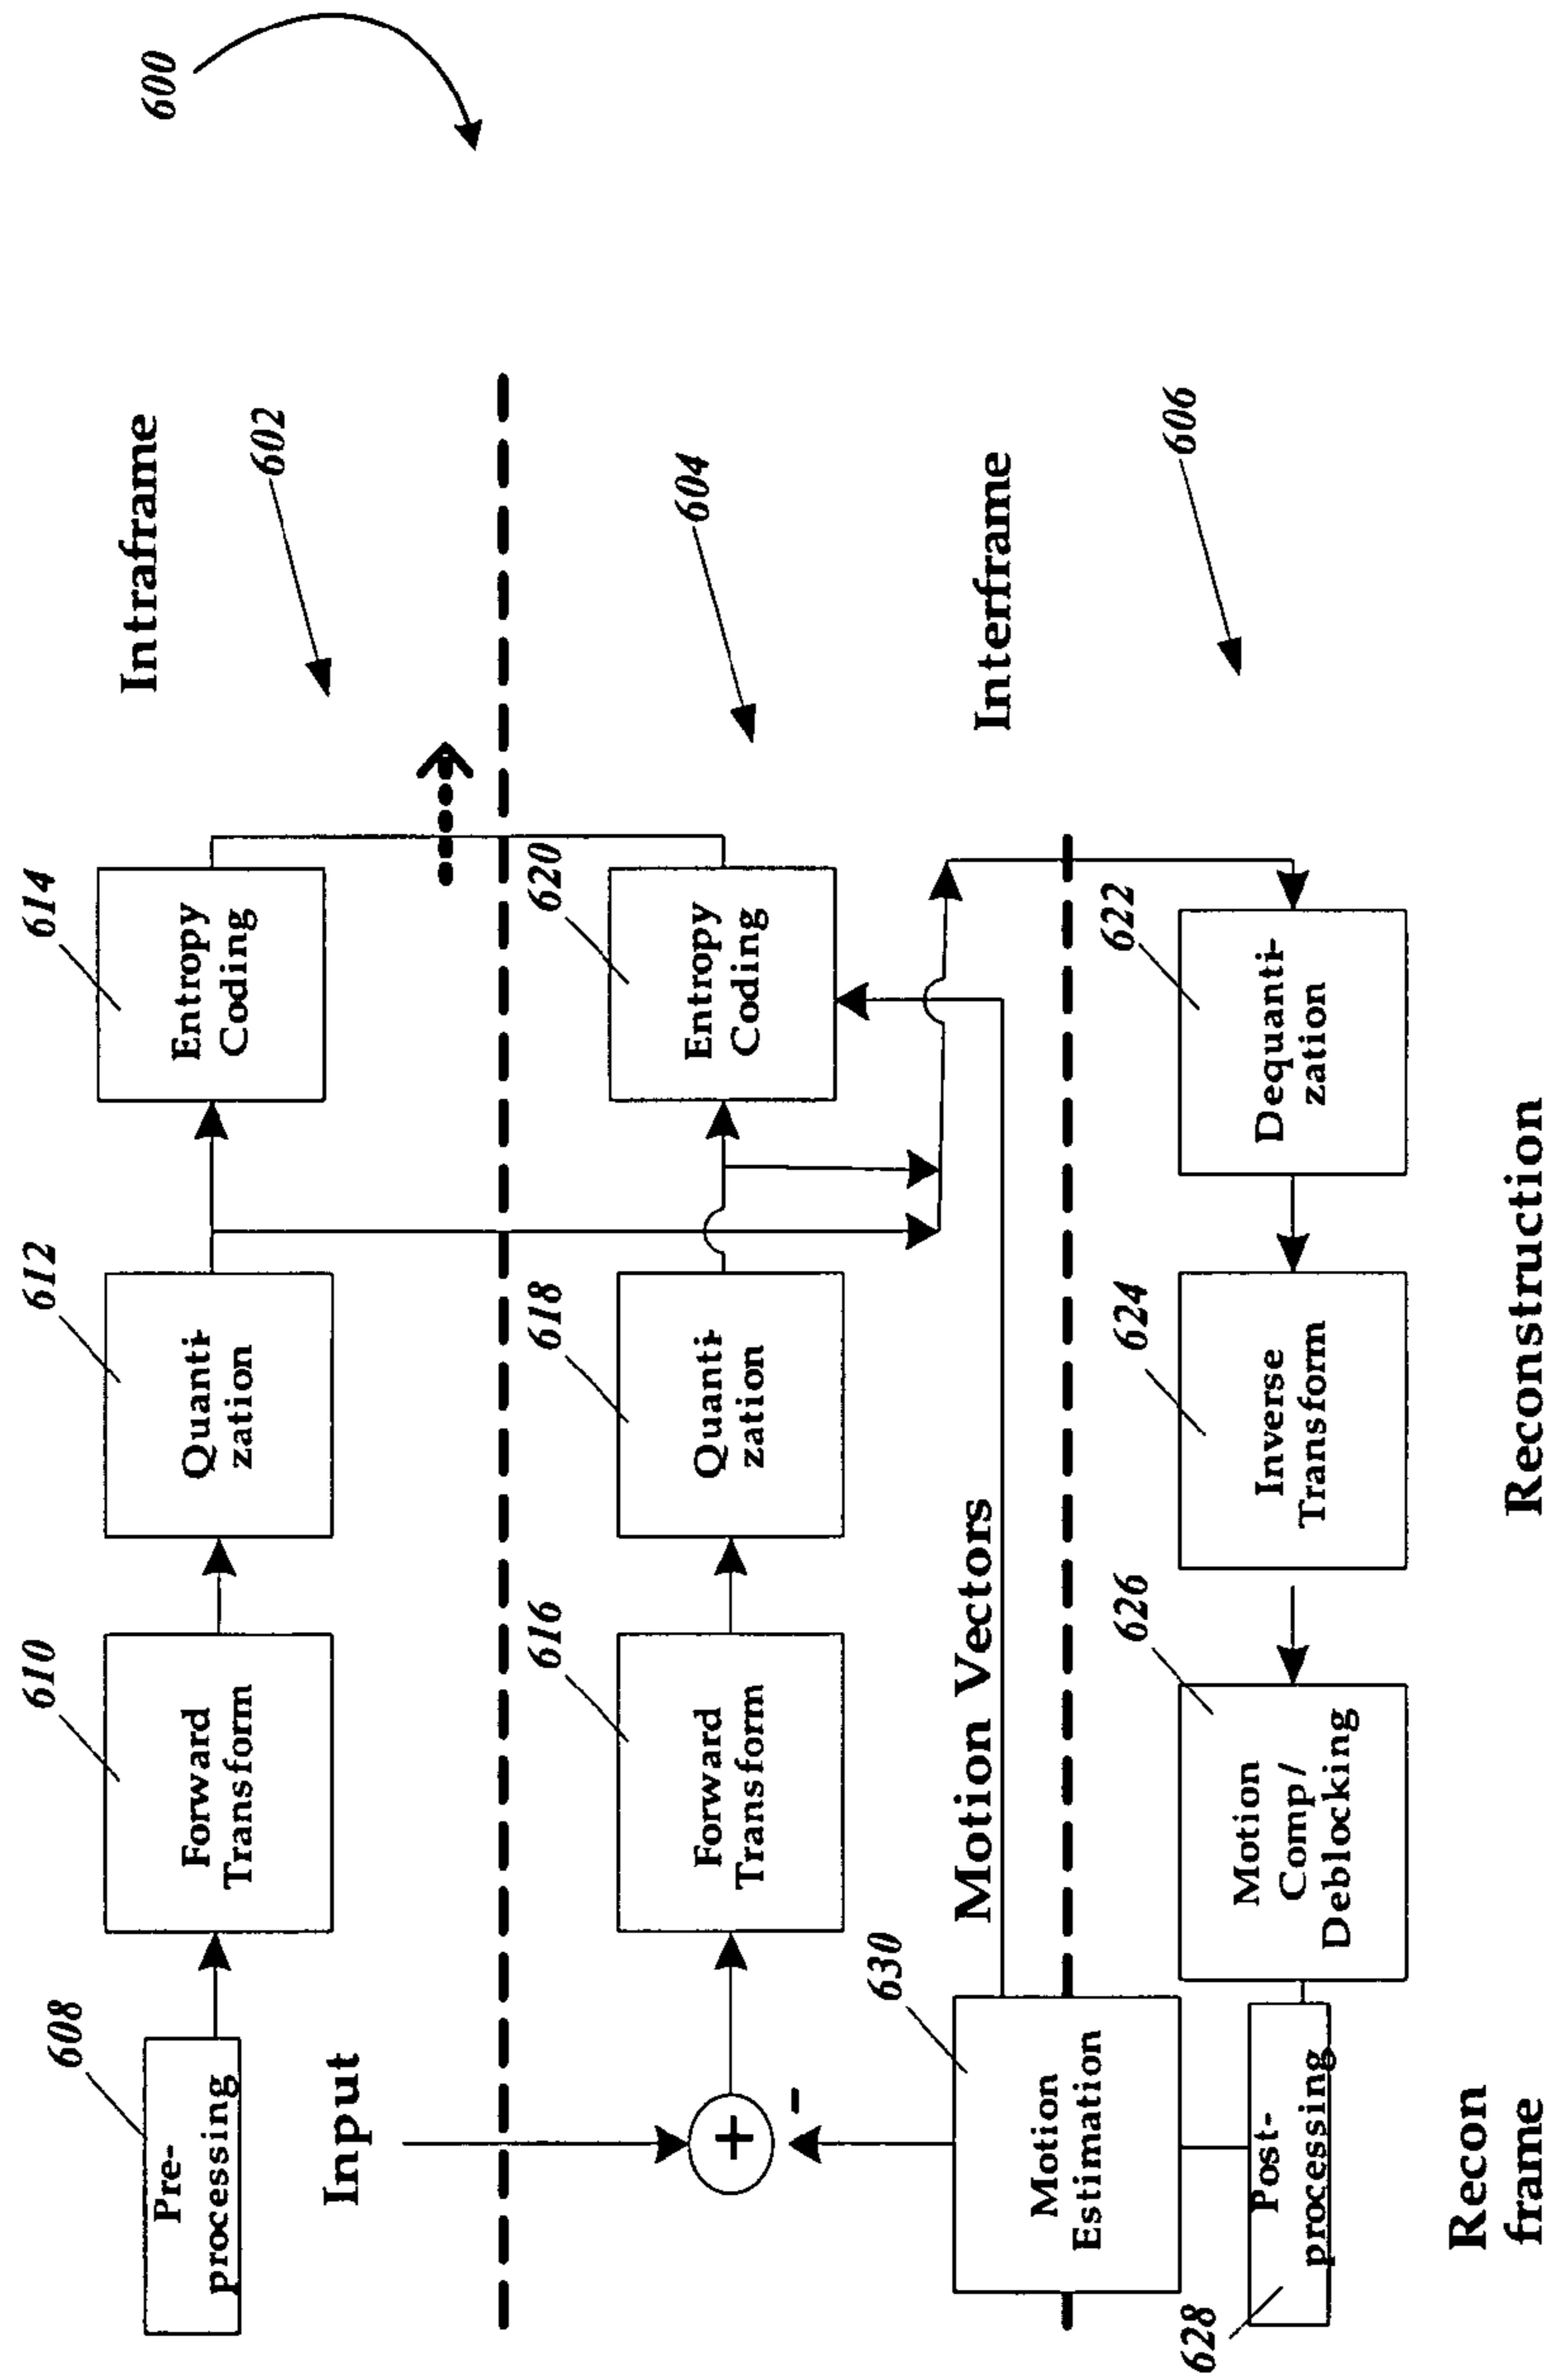 600
Intraframe
602
608
Pre-
processing
610
Forward
Transform
612
Quanti-
zation
614
Entropy
Coding
Input
604
+
-
616
Forward
Transform
618
Quanti-
zation
620
Entropy
Coding
Interframe
Motion Vectors
630
Motion
Estimation
606
628
Post-
processing
626
Motion
Comp/
Deblocking
624
Inverse
Transform
622
Dequanti-
zation
Recon
frame
Reconstruction